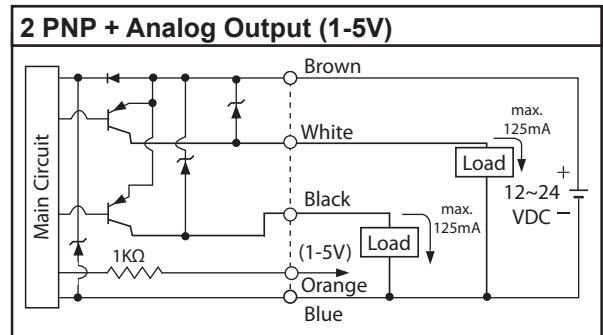 2 PNP + Analog Output (1-5V)
Main Circuit
Brown
White
Black
(1-5V)
Orange
Blue
1KΩ
max.
125mA
Load
max.
125mA
Load
+
12~24
VDC −